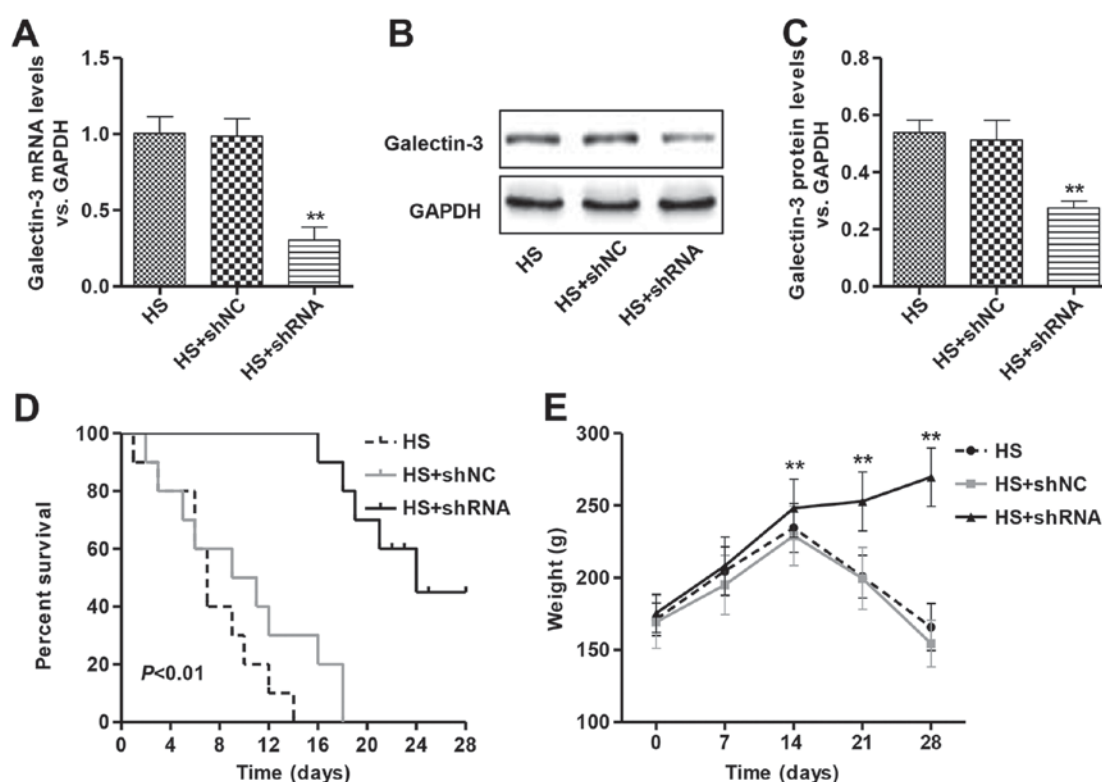 A
Galectin-3 mRNA levels
vs. GAPDH
1.5
1.0
0.5
0.0
**
HS
HS+shNC
HS+shRNA
B
Galectin-3
GAPDH
HS
HS+shNC
HS+shRNA
C
Galectin-3 protein levels
vs. GAPDH
0.8
0.6
0.4
0.2
0.0
**
HS
HS+shNC
HS+shRNA
D
Percent survival
100
80
60
40
20
0
HS
HS+shNC
HS+shRNA
P<0.01
0 4 8 12 16 20 24 28
Time (days)
E
Weight (g)
300
250
200
150
100
** ** **
HS
HS+shNC
HS+shRNA
0 7 14 21 28
Time (days)